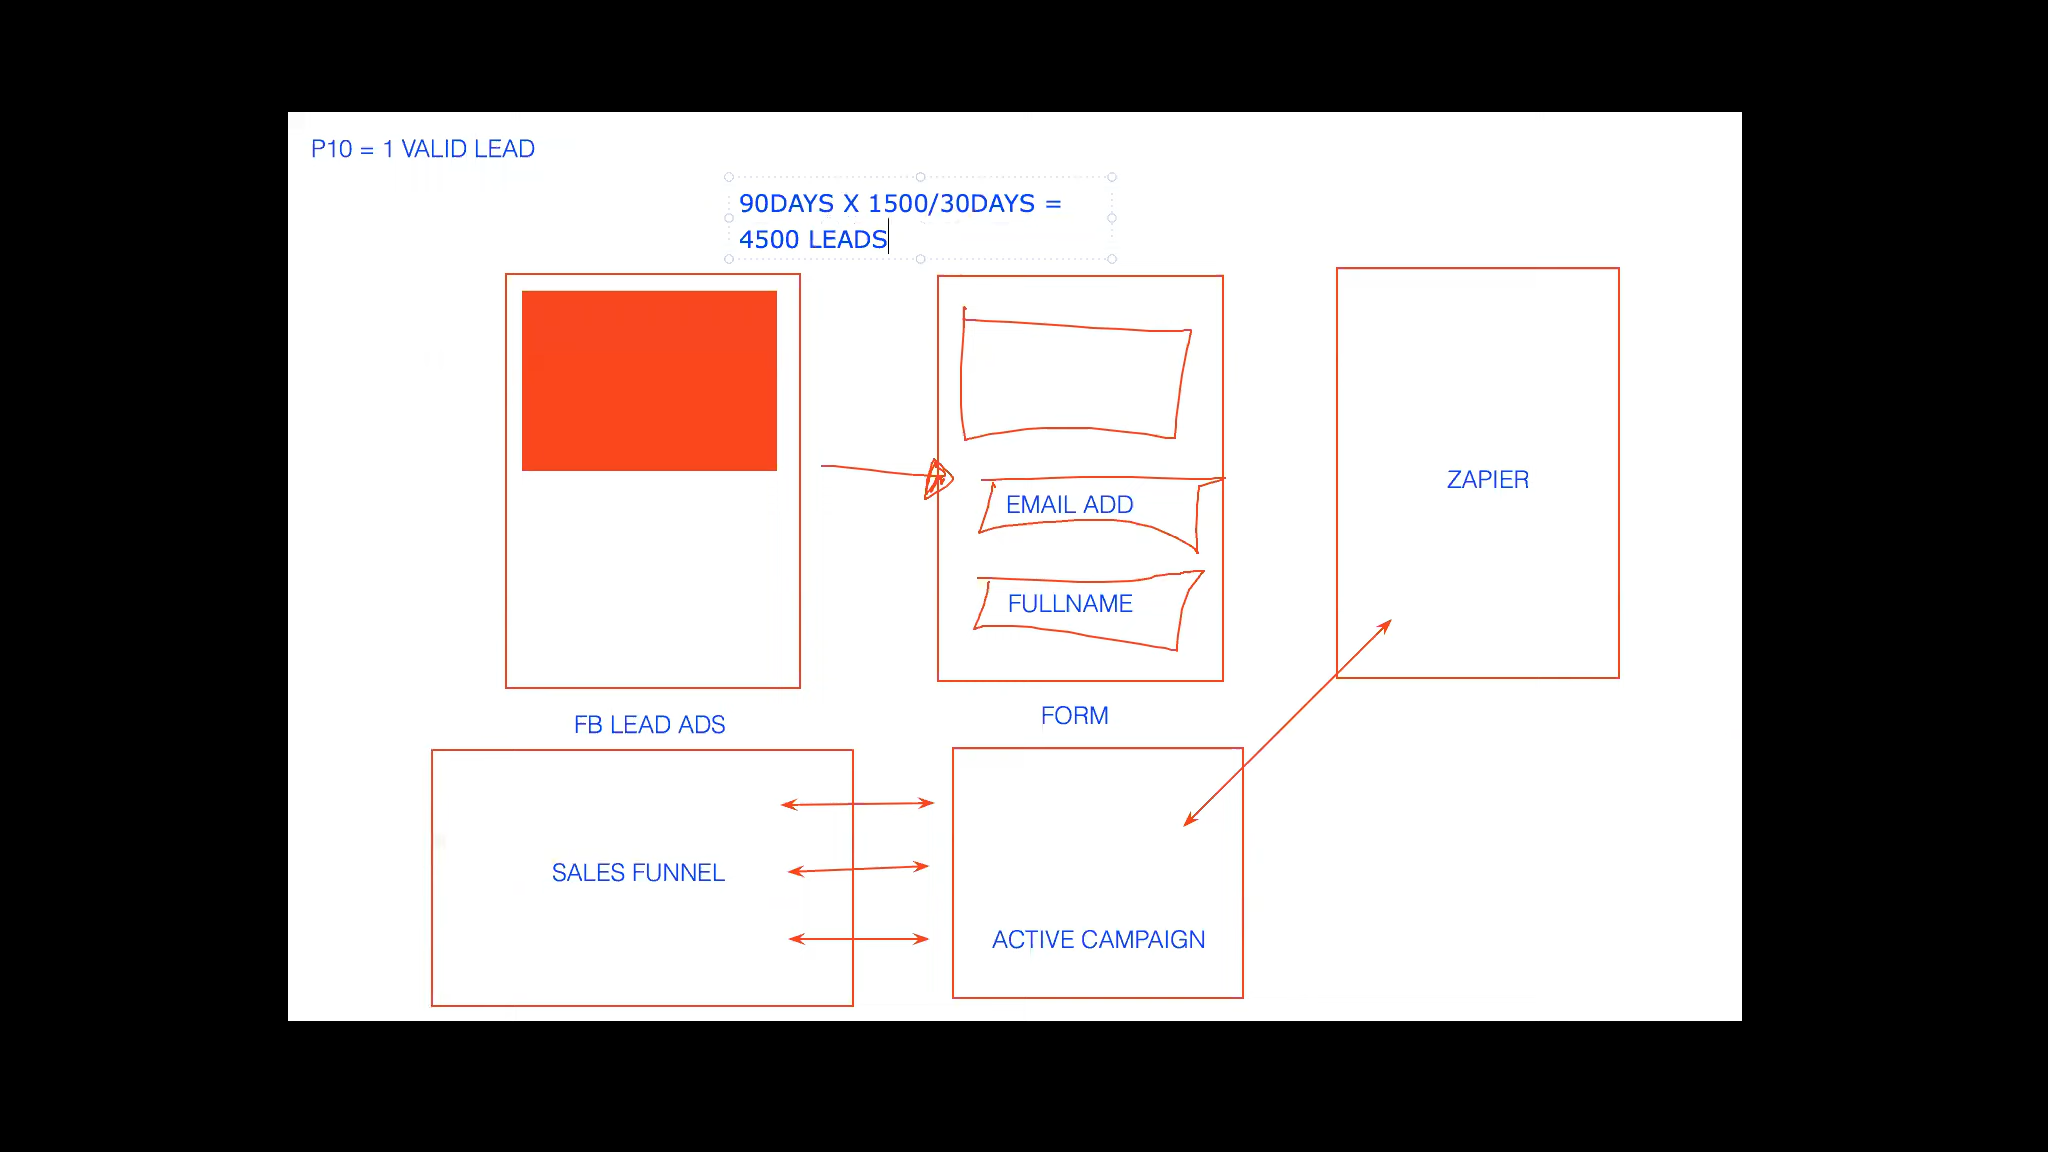 P10 = 1 VALID LEAD
90DAYS X 1500/30DAYS =
4500 LEADS
EMAIL ADD
FULLNAME
ZAPIER
FB LEAD ADS
FORM
SALES FUNNEL
ACTIVE CAMPAIGN